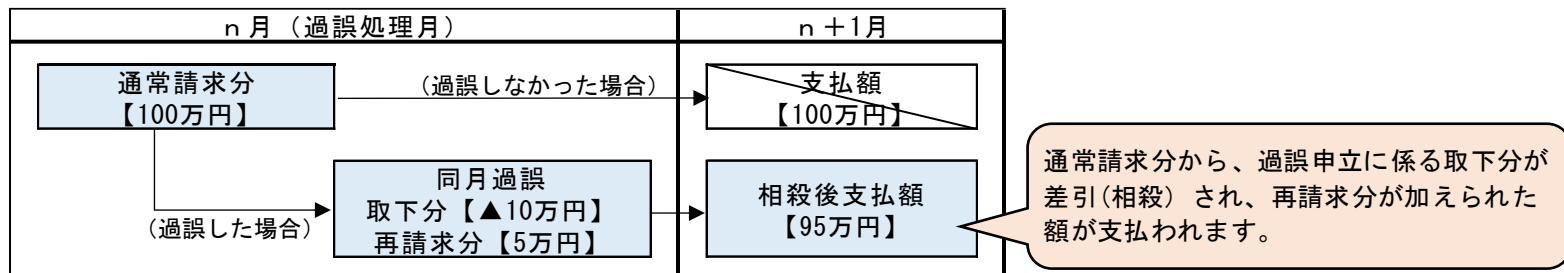 n月（過誤処理月）
n＋1月
通常請求分
【100万円】
（過誤しなかった場合）
支払額
【100万円】
（過誤した場合）
同月過誤
取下分【▲10万円】
再請求分【5万円】
相殺後支払額
【95万円】
通常請求分から、過誤申立に係る取下分が
差引(相殺）され、再請求分が加えられた
額が支払われます。